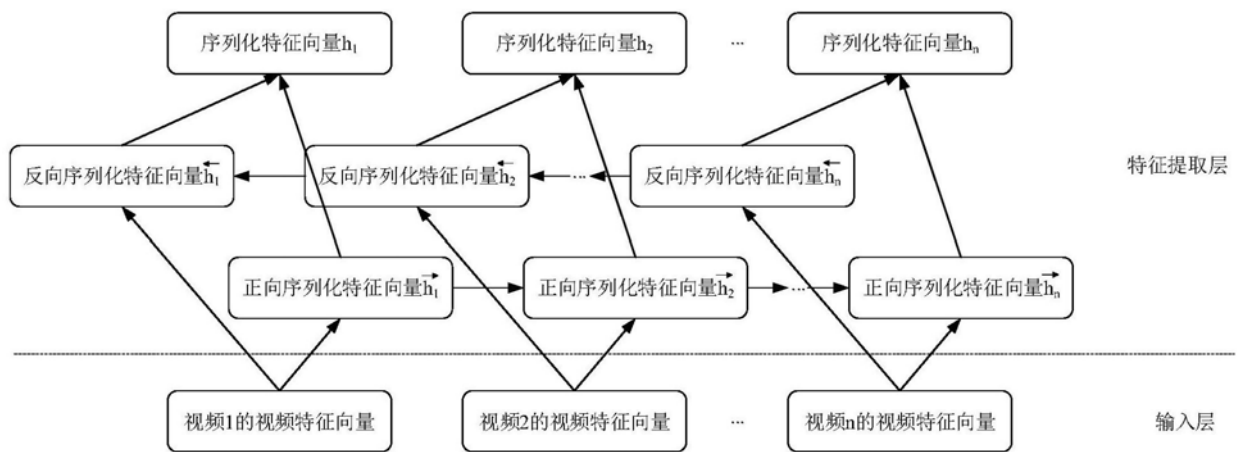 序列化特征向量h₁
序列化特征向量h₂
...
序列化特征向量hₙ
反向序列化特征向量h₁
反向序列化特征向量h₂
...
反向序列化特征向量hₙ
特征提取层
正向序列化特征向量h₁
正向序列化特征向量h₂
...
正向序列化特征向量hₙ
视频1的视频特征向量
视频2的视频特征向量
...
视频n的视频特征向量
输入层